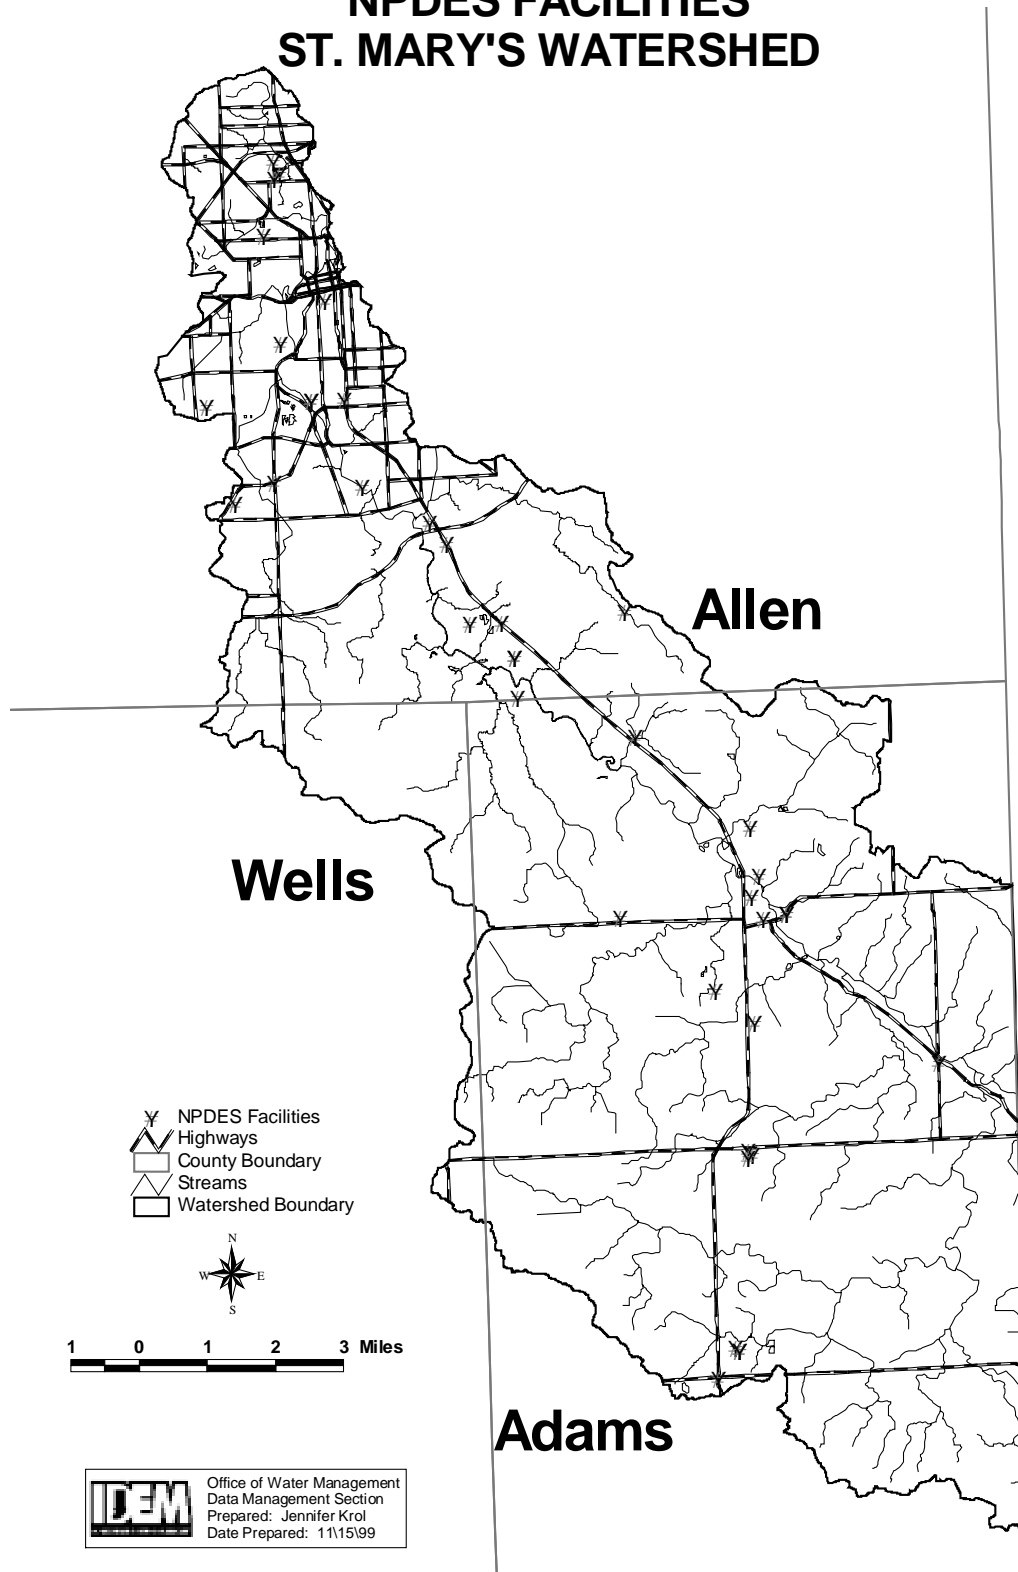 NPDES FACILITIES
ST. MARY'S WATERSHED
Allen
Wells
NPDES Facilities
Highways
County Boundary
Streams
Watershed Boundary
N
W E
S
1 0 1 2 3 Miles
Adams
IDEM
Office of Water Management
Data Management Section
Prepared: Jennifer Krol
Date Prepared: 11\15\99